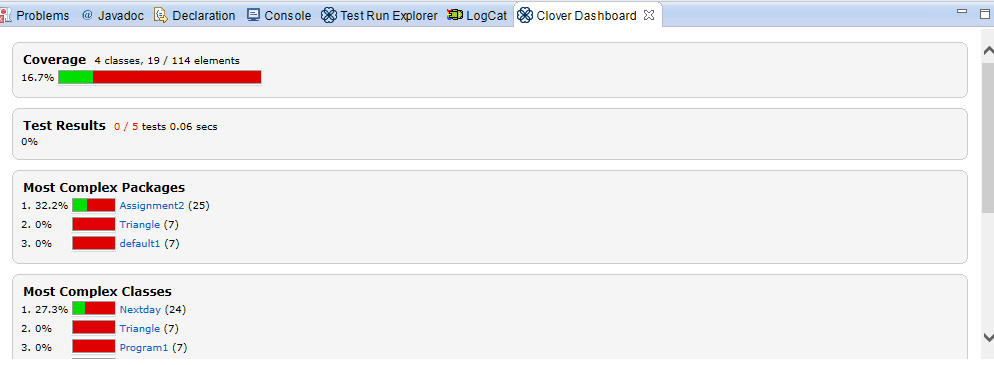 Problems @ Javadoc Declaration Console Test Run Explorer LogCat Clover Dashboard
Coverage 4 classes, 19 / 114 elements
16.7%
Test Results 0 / 5 tests 0.06 secs
0%
Most Complex Packages
1. 32.2% Assignment2 (25)
2. 0% Triangle (7)
3. 0% default1 (7)
Most Complex Classes
1. 27.3% Nextday (24)
2. 0% Triangle (7)
3. 0% Program1 (7)